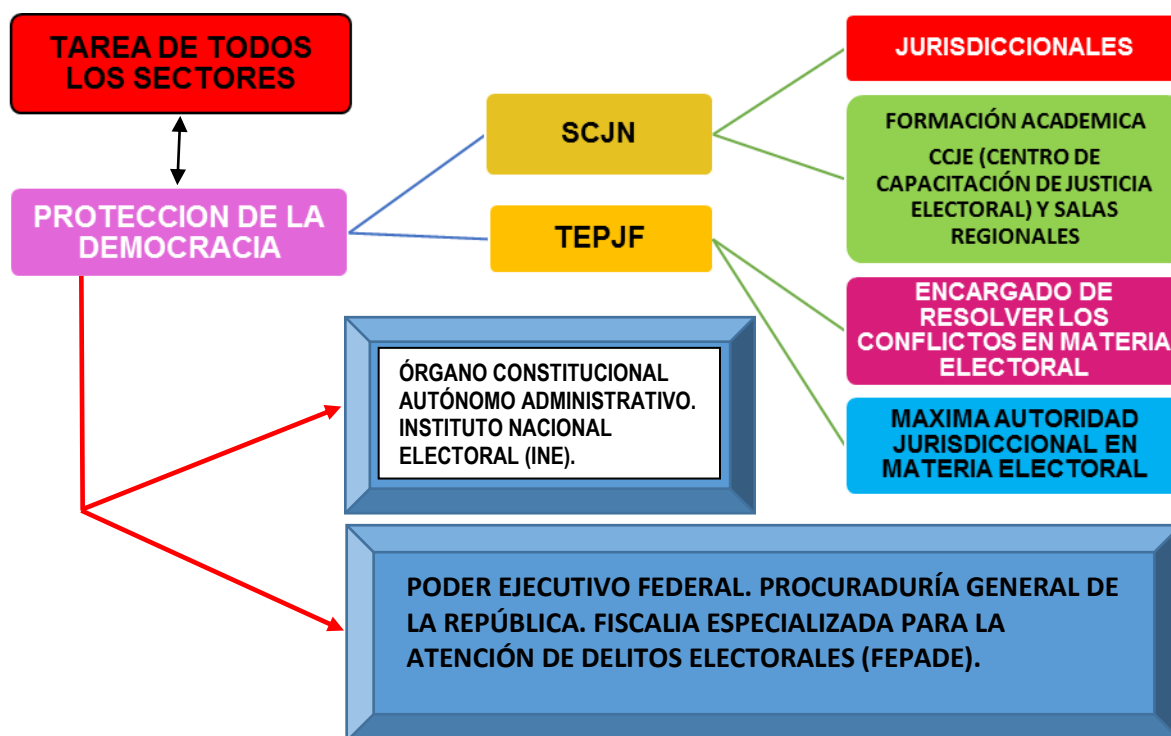 TAREA DE TODOS
LOS SECTORES
PROTECCION DE LA
DEMOCRACIA
SCJN
TEPJF
JURISDICCIONALES
FORMACIÓN ACADEMICA
CCJE (CENTRO DE
CAPACITACIÓN DE JUSTICIA
ELECTORAL) Y SALAS
REGIONALES
ENCARGADO DE
RESOLVER LOS
CONFLICTOS EN MATERIA
ELECTORAL
MAXIMA AUTORIDAD
JURISDICCIONAL EN
MATERIA ELECTORAL
ÓRGANO CONSTITUCIONAL
AUTÓNOMO ADMINISTRATIVO.
INSTITUTO NACIONAL
ELECTORAL (INE).
PODER EJECUTIVO FEDERAL. PROCURADURÍA GENERAL DE
LA REPÚBLICA. FISCALIA ESPECIALIZADA PARA LA
ATENCIÓN DE DELITOS ELECTORALES (FEPADE).